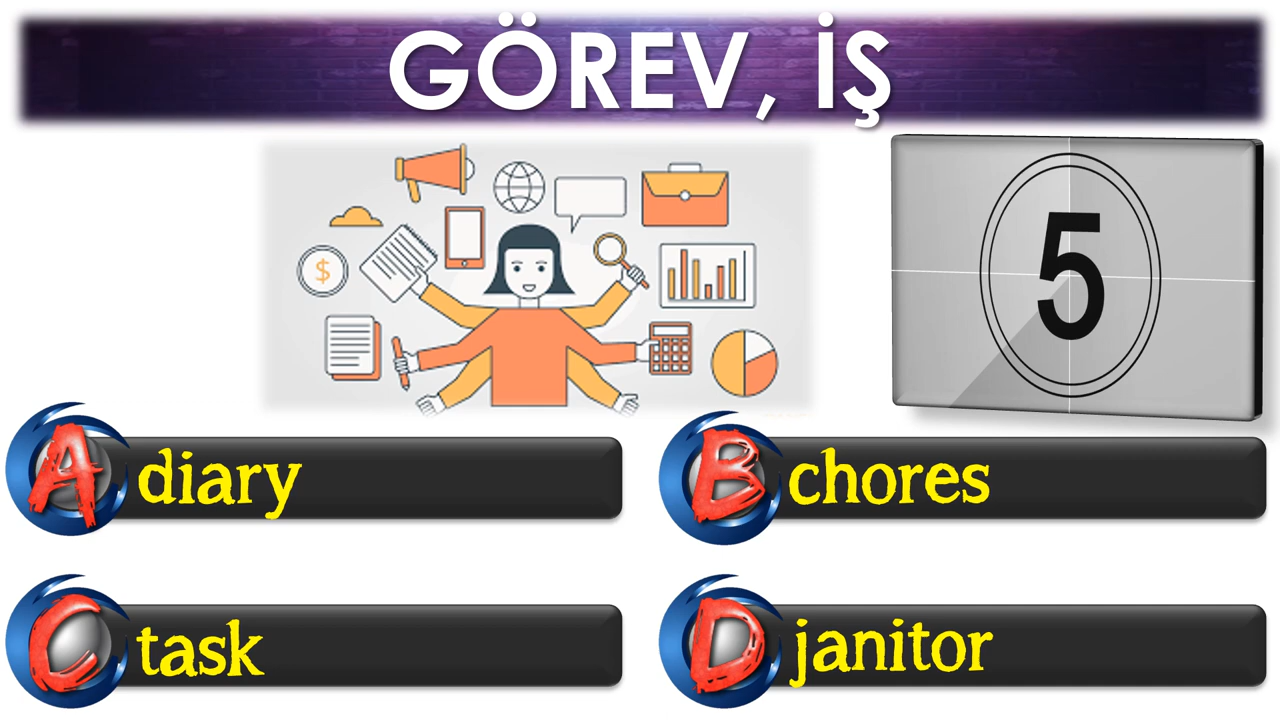 GÖREV, İŞ
$
5
A diary
B chores
C task
D janitor